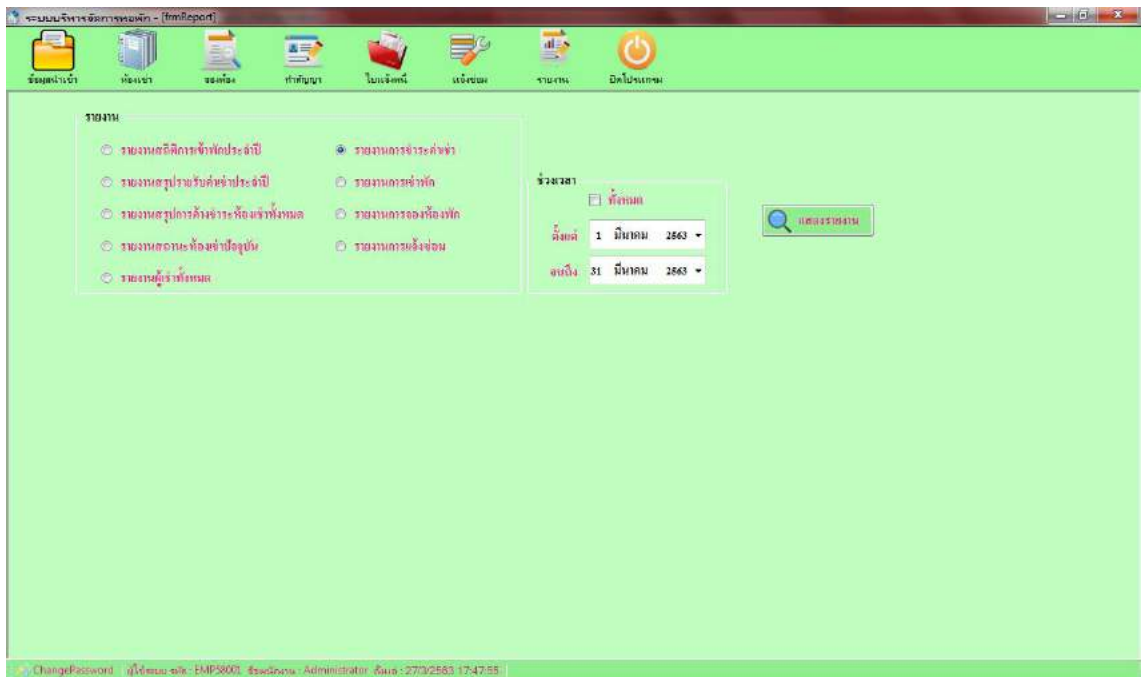 ระบบบริหารจัดการหอพัก - [frmReport]
ข้อมูลนำเข้า ห้องเช่า จองห้อง ทำสัญญา ใบแจ้งหนี้ แจ้งซ่อม รายงาน ปิดโปรแกรม
รายงาน
รายงานสถิติการเข้าพักประจำปี
รายงานการชำระค่าเช่า
รายงานสรุปรายรับค่าเช่าประจำปี
รายงานการเข้าพัก
รายงานสรุปการค้างชำระห้องเช่าทั้งหมด
รายงานการจองห้องพัก
รายงานสถานะห้องเช่าปัจจุบัน
รายงานการแจ้งซ่อม
รายงานผู้เช่าทั้งหมด
ช่วงเวลา
ทั้งหมด
ตั้งแต่ 1 มีนาคม 2563
จนถึง 31 มีนาคม 2563
แสดงรายงาน
ChangePassword ผู้ใช้ระบบ รหัส : EMP58001 ชื่อพนักงาน : Administrator : 27/3/2563 17:47:55